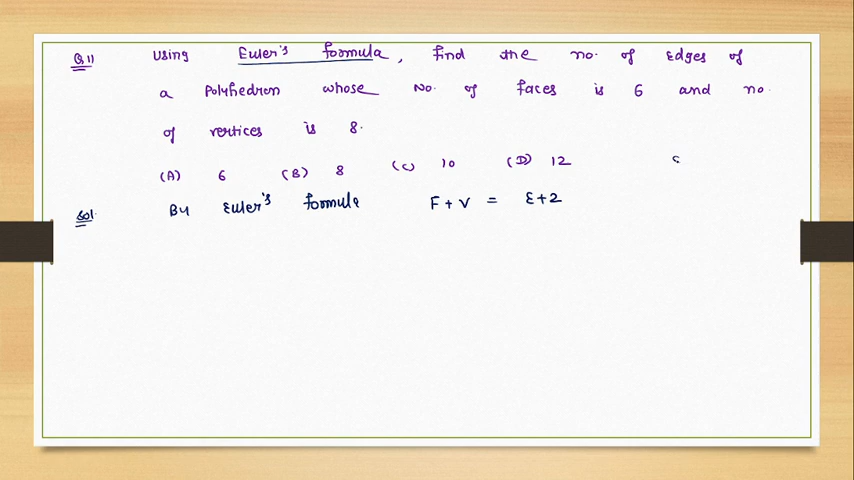 Q11 Using Euler's formula, find the no. of edges of
a Polyhedron whose No. of faces is 6 and no.
of vertices is 8.
(A) 6 (B) 8 (C) 10 (D) 12
Sol. By Euler's formula F + V = E+2